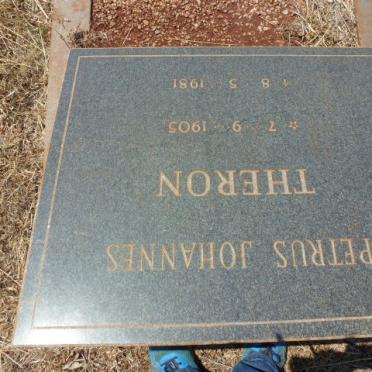 PETRUS JOHANNES
THERON
* 7 · 9 · 1905
† 8 · 5 · 1981